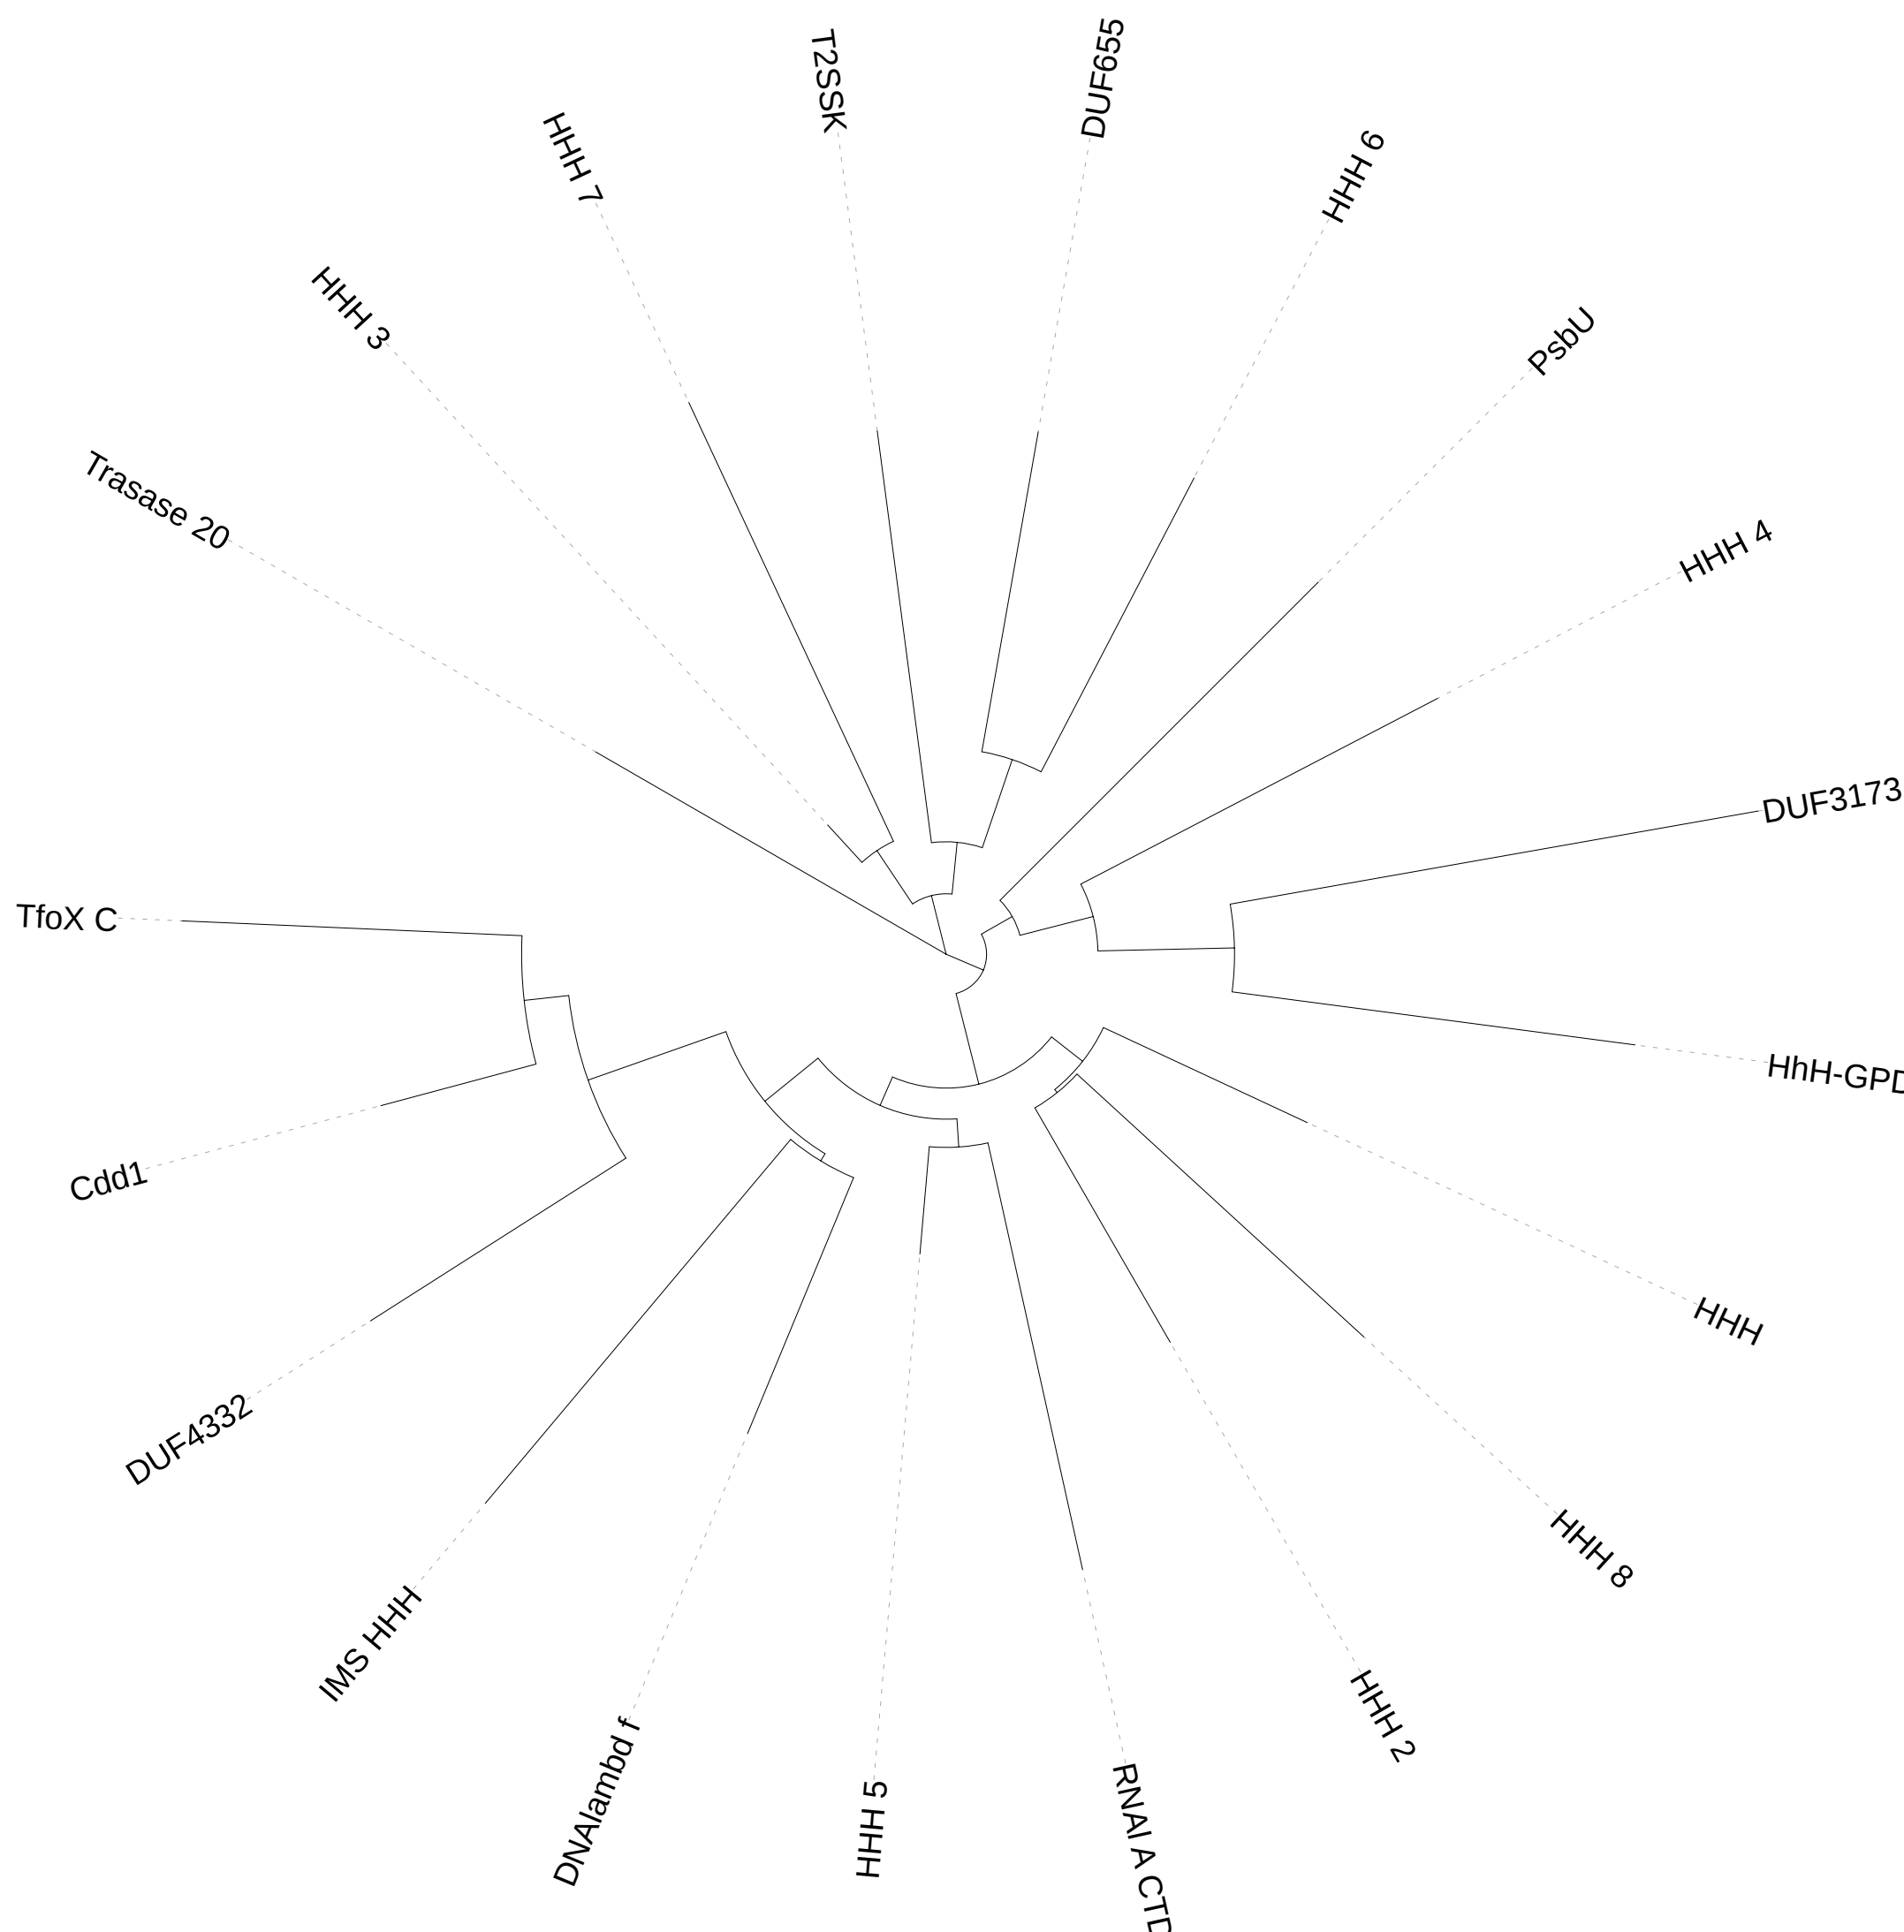 T2SSK
DUF655
HHH 7
HHH 6
HHH 3
PsbU
Trasase 20
HHH 4
DUF3173
TfoX C
HhH-GPD
Cdd1
HHH
DUF4332
HHH 8
IMS HHH
HHH 2
DNAlambd f
HHH 5
RNAI A CTD